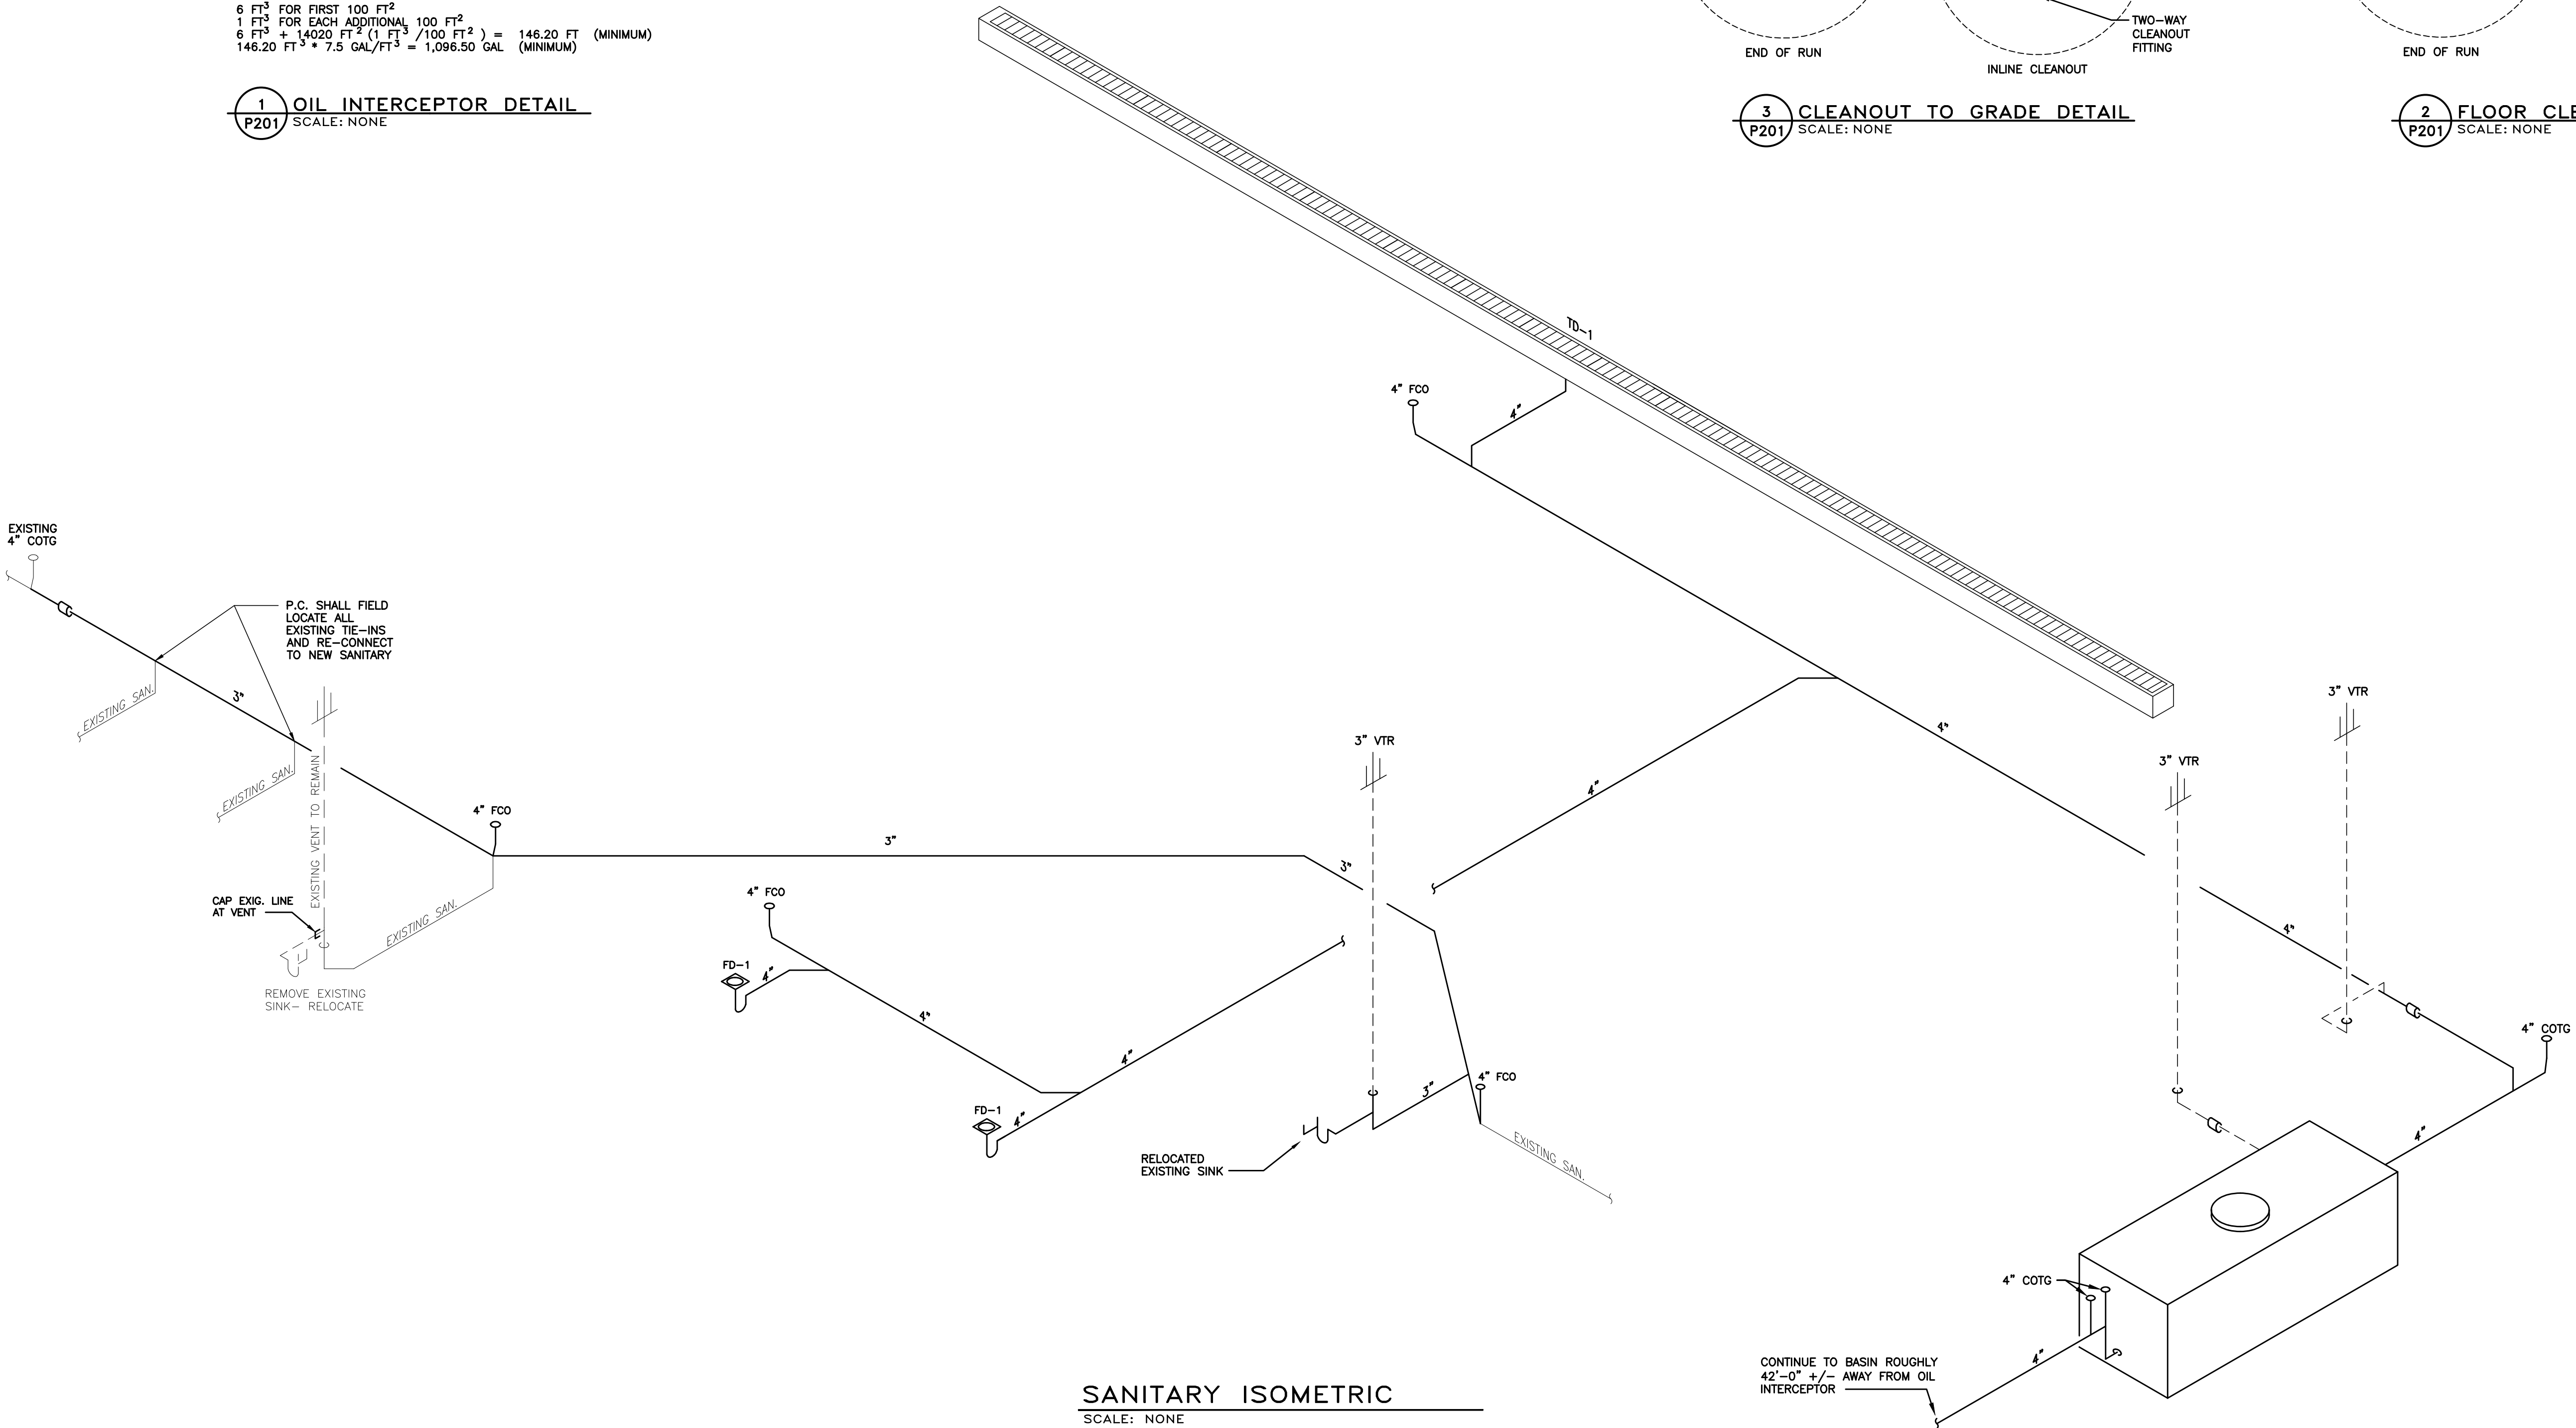 6 FT3 FOR FIRST 100 FT2
1 FT3 FOR EACH ADDITIONAL 100 FT2
6 FT3 + 14020 FT2 (1 FT3 /100 FT2 ) = 146.20 FT (MINIMUM)
146.20 FT3 * 7.5 GAL/FT3 = 1,096.50 GAL (MINIMUM)
1
P201
OIL INTERCEPTOR DETAIL
SCALE: NONE
END OF RUN
INLINE CLEANOUT
TWO-WAY
CLEANOUT
FITTING
3
P201
CLEANOUT TO GRADE DETAIL
SCALE: NONE
END OF RUN
2
P201
FLOOR CLE
SCALE: NONE
TD-1
4" FCO
4"
EXISTING
4" COTG
P.C. SHALL FIELD
LOCATE ALL
EXISTING TIE-INS
AND RE-CONNECT
TO NEW SANITARY
EXISTING SAN.
3"
EXISTING SAN.
EXISTING VENT TO REMAIN
4" FCO
3"
3"
3" VTR
4"
4"
3" VTR
3" VTR
CAP EXIG. LINE
AT VENT
EXISTING SAN.
REMOVE EXISTING
SINK- RELOCATE
4" FCO
FD-1
4"
4"
4"
FD-1
4"
RELOCATED
EXISTING SINK
3"
4" FCO
EXISTING SAN.
4"
4" COTG
4"
4" COTG
4"
CONTINUE TO BASIN ROUGHLY
42'-0" +/- AWAY FROM OIL
INTERCEPTOR
SANITARY ISOMETRIC
SCALE: NONE